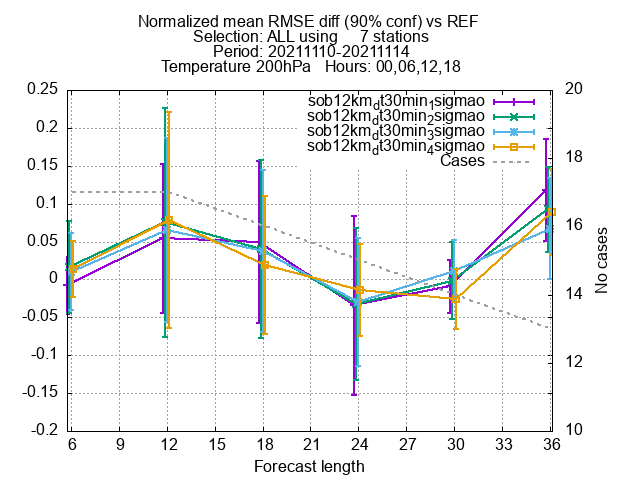 Normalized mean RMSE diff (90% conf) vs REF
Selection: ALL using 7 stations
Period: 20211110-20211114
Temperature 200hPa Hours: 00,06,12,18
sob12km_dt30min_1sigmao
sob12km_dt30min_2sigmao
sob12km_dt30min_3sigmao
sob12km_dt30min_4sigmao
Cases
0.25
0.2
0.15
0.1
0.05
0
-0.05
-0.1
-0.15
-0.2
20
18
16
14
12
10
No cases
6 9 12 15 18 21 24 27 30 33 36
Forecast length